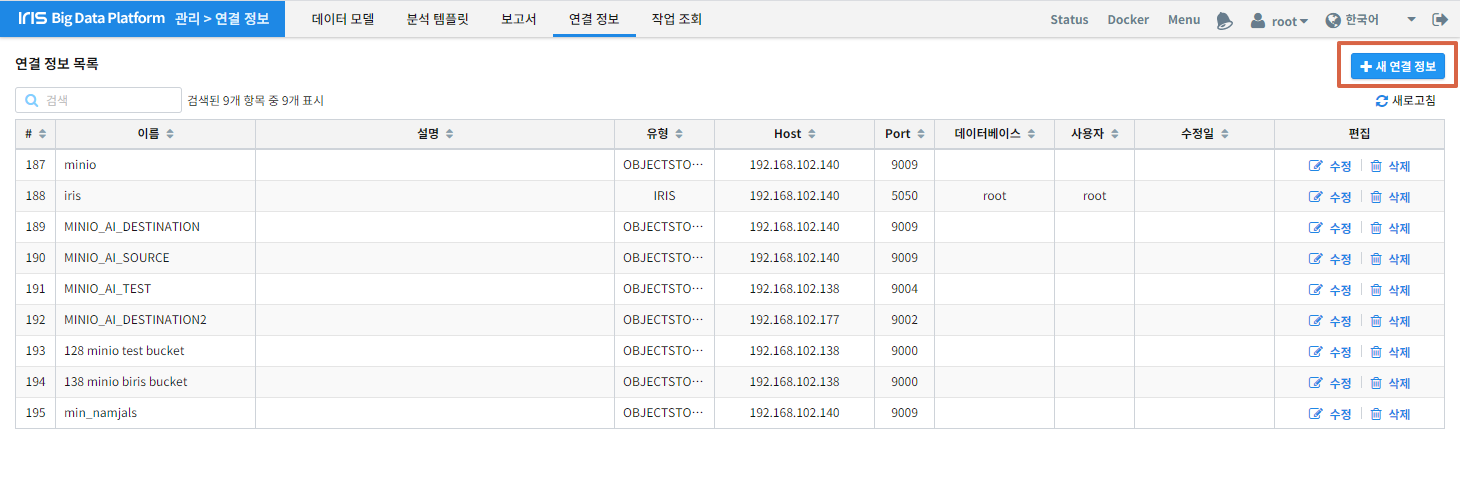 IRIS Big Data Platform 관리 > 연결 정보 데이터 모델 분석 템플릿 보고서 연결 정보 작업 조회 Status Docker Menu root 한국어
연결 정보 목록 새 연결 정보
검색 검색된 9개 항목 중 9개 표시 새로고침
# 이름 설명 유형 Host Port 데이터베이스 사용자 수정일 편집
187 minio OBJECTSTO··· 192.168.102.140 9009 수정 삭제
188 iris IRIS 192.168.102.140 5050 root root 수정 삭제
189 MINIO_AI_DESTINATION OBJECTSTO··· 192.168.102.140 9009 수정 삭제
190 MINIO_AI_SOURCE OBJECTSTO··· 192.168.102.140 9009 수정 삭제
191 MINIO_AI_TEST OBJECTSTO··· 192.168.102.138 9004 수정 삭제
192 MINIO_AI_DESTINATION2 OBJECTSTO··· 192.168.102.177 9002 수정 삭제
193 128 minio test bucket OBJECTSTO··· 192.168.102.138 9000 수정 삭제
194 138 minio biris bucket OBJECTSTO··· 192.168.102.138 9000 수정 삭제
195 min_namjals OBJECTSTO··· 192.168.102.140 9009 수정 삭제